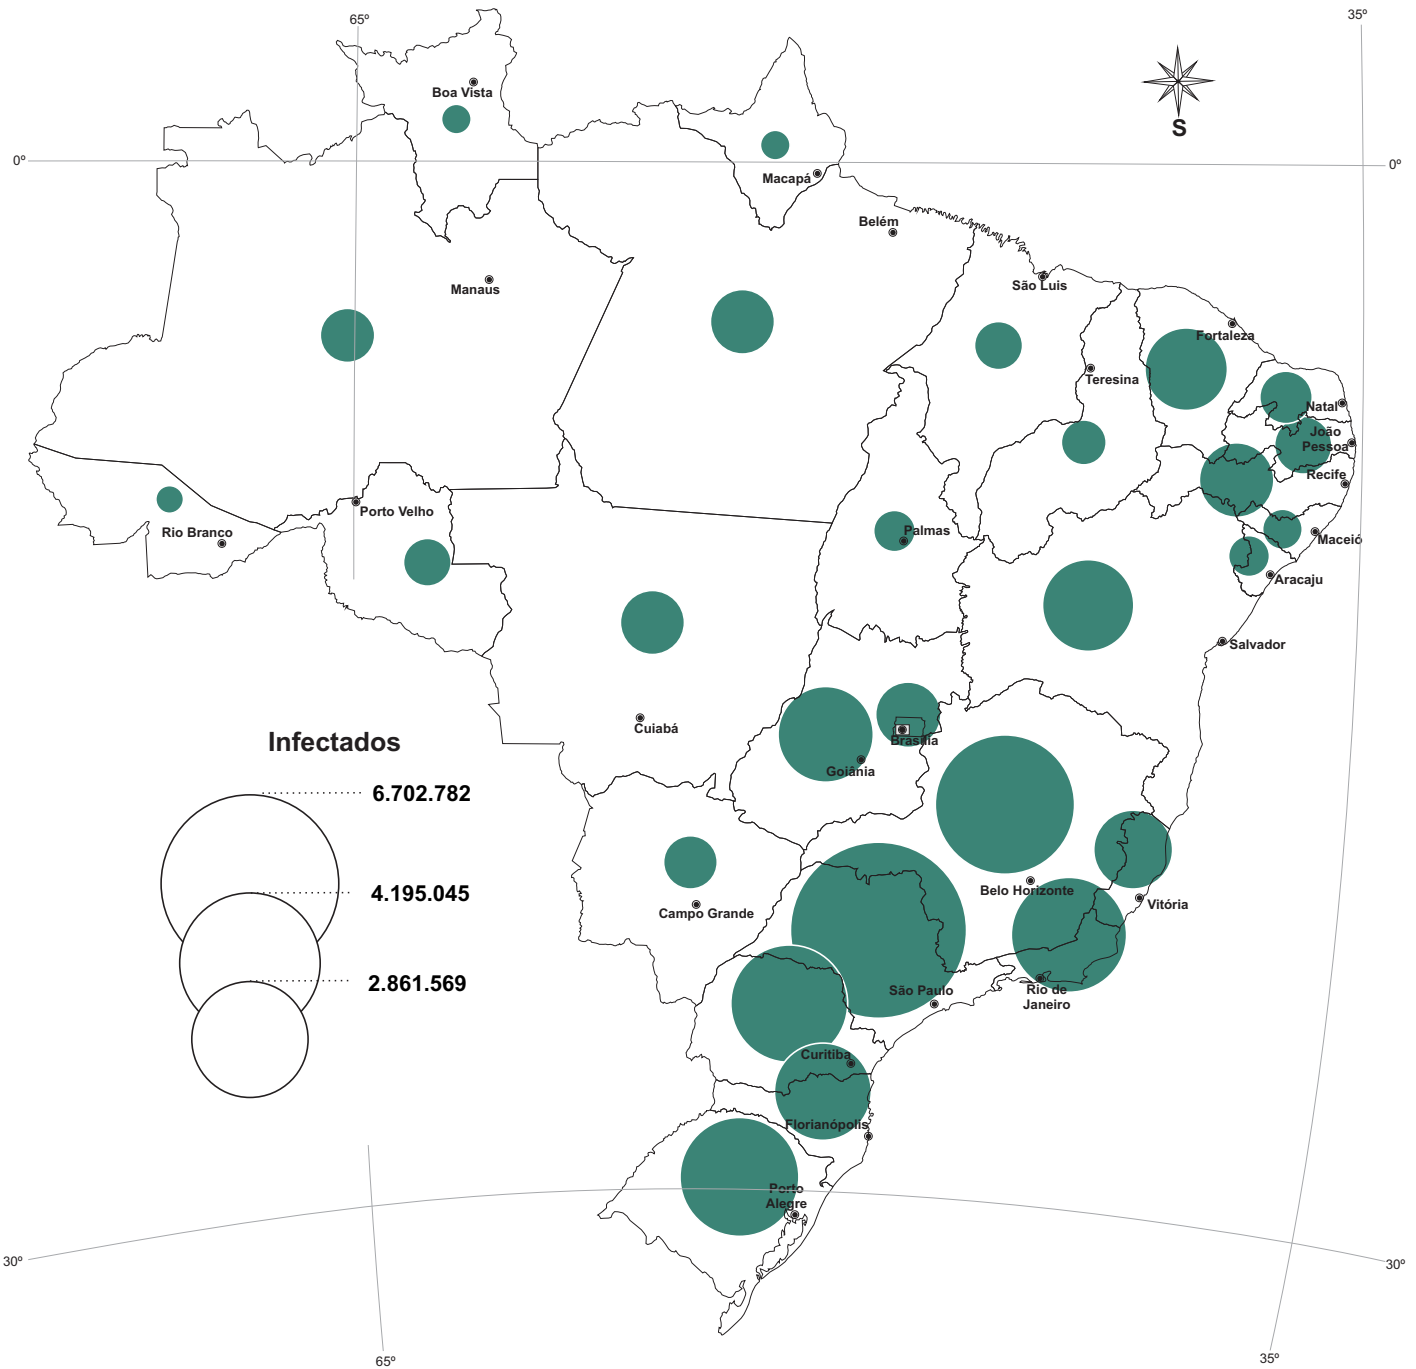 65º
35º
Boa Vista
S
0º
0º
Macapá
Belém
Manaus
São Luis
Fortaleza
Teresina
Natal
João
Pessoa
Recife
Porto Velho
Rio Branco
Palmas
Maceió
Aracaju
Salvador
Cuiabá
Brasília
Goiânia
Infectados
6.702.782
4.195.045
2.861.569
Belo Horizonte
Vitória
Campo Grande
São Paulo
Rio de
Janeiro
Curitiba
Florianópolis
Porto
Alegre
30º
30º
65º
35º